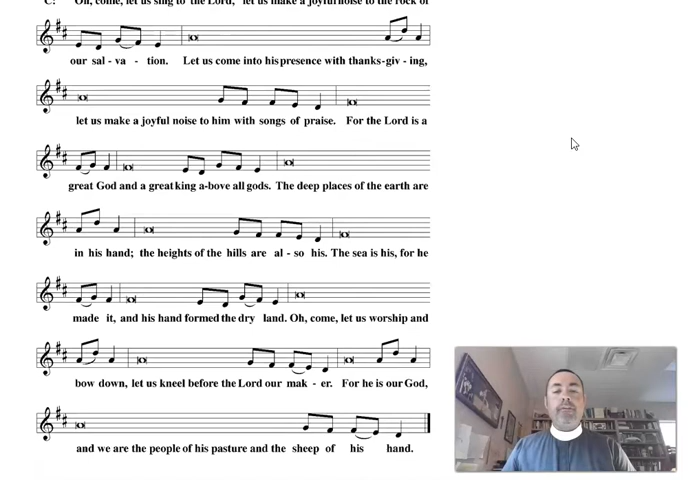 C: Oh, come, let us sing to the Lord, let us make a joyful noise to the rock of
our sal - va - tion. Let us come into his presence with thanks - giv - ing,
let us make a joyful noise to him with songs of praise. For the Lord is a
great God and a great king a-bove all gods. The deep places of the earth are
in his hand; the heights of the hills are al - so his. The sea is his, for he
made it, and his hand formed the dry land. Oh, come, let us worship and
bow down, let us kneel before the Lord our mak - er. For he is our God,
and we are the people of his pasture and the sheep of his hand.